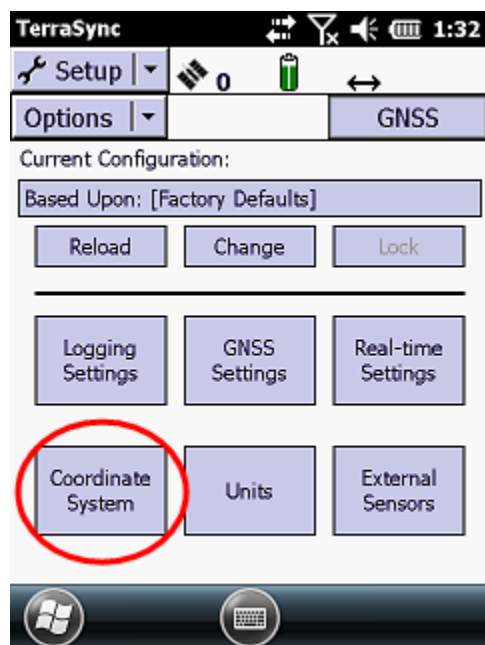 TerraSync 1:32
Setup 0
Options GNSS
Current Configuration:
Based Upon: [Factory Defaults]
Reload Change Lock
Logging Settings GNSS Settings Real-time Settings
Coordinate System Units External Sensors